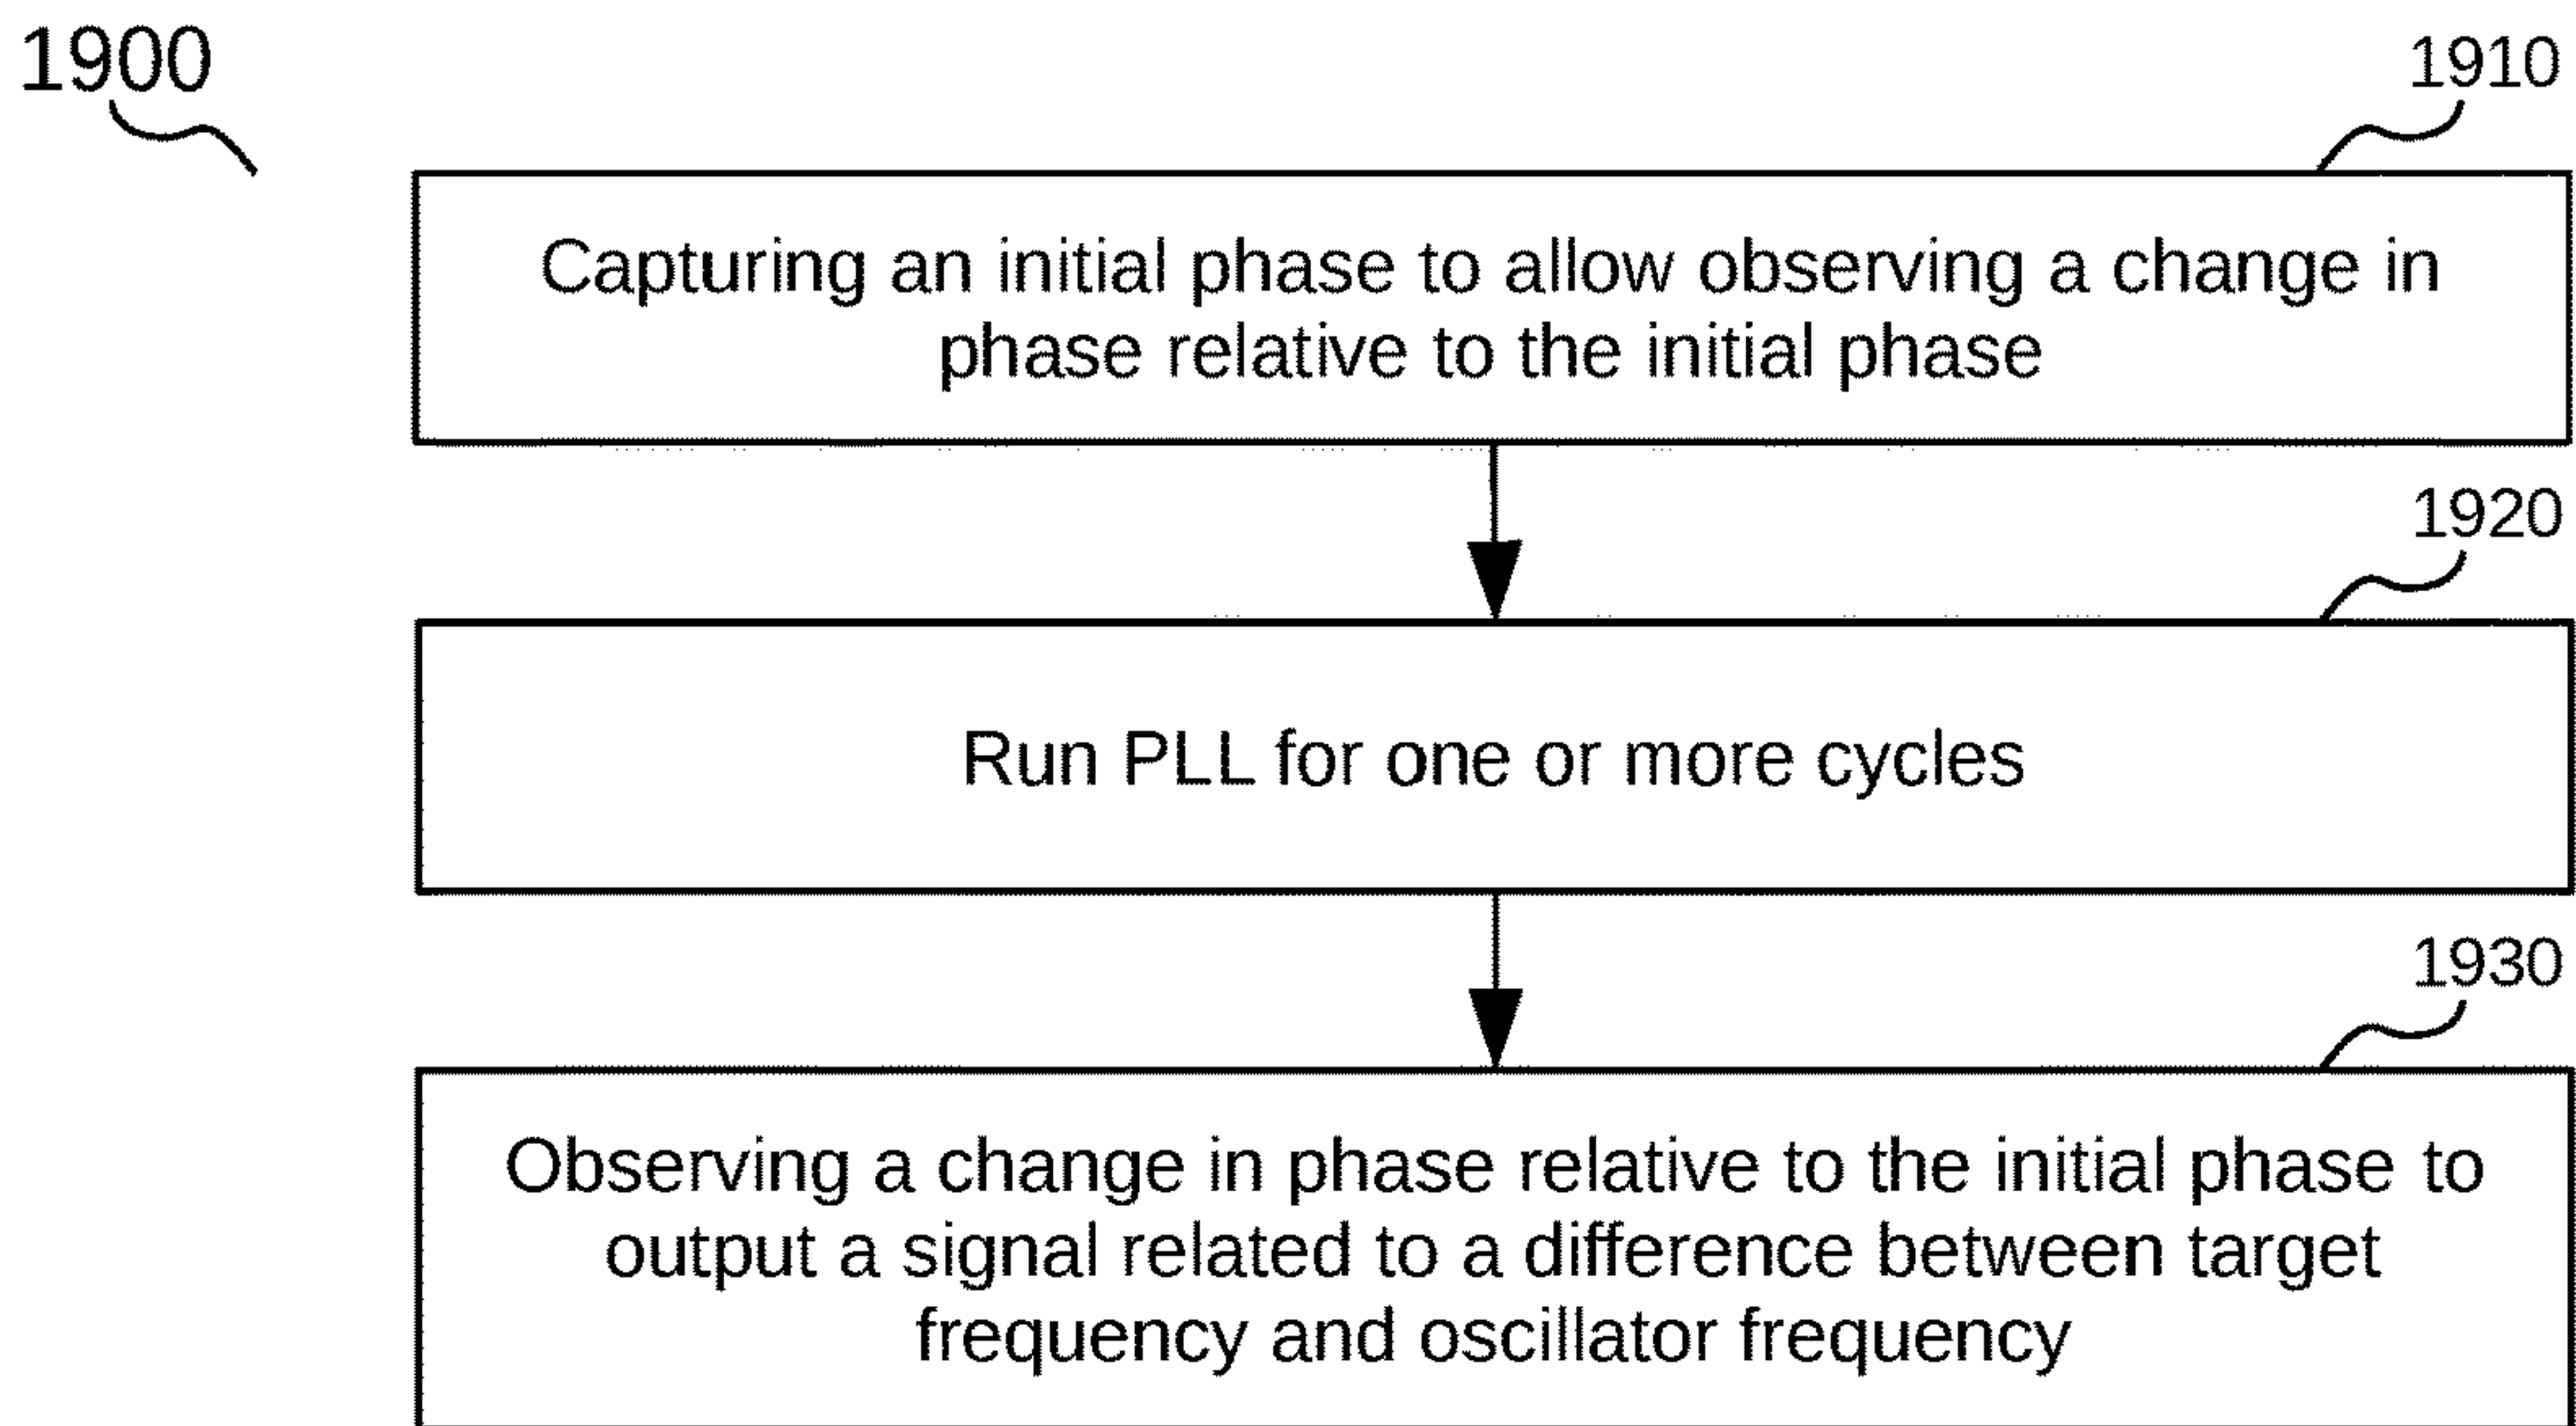 1900
1910
Capturing an initial phase to allow observing a change in
phase relative to the initial phase
1920
Run PLL for one or more cycles
1930
Observing a change in phase relative to the initial phase to
output a signal related to a difference between target
frequency and oscillator frequency